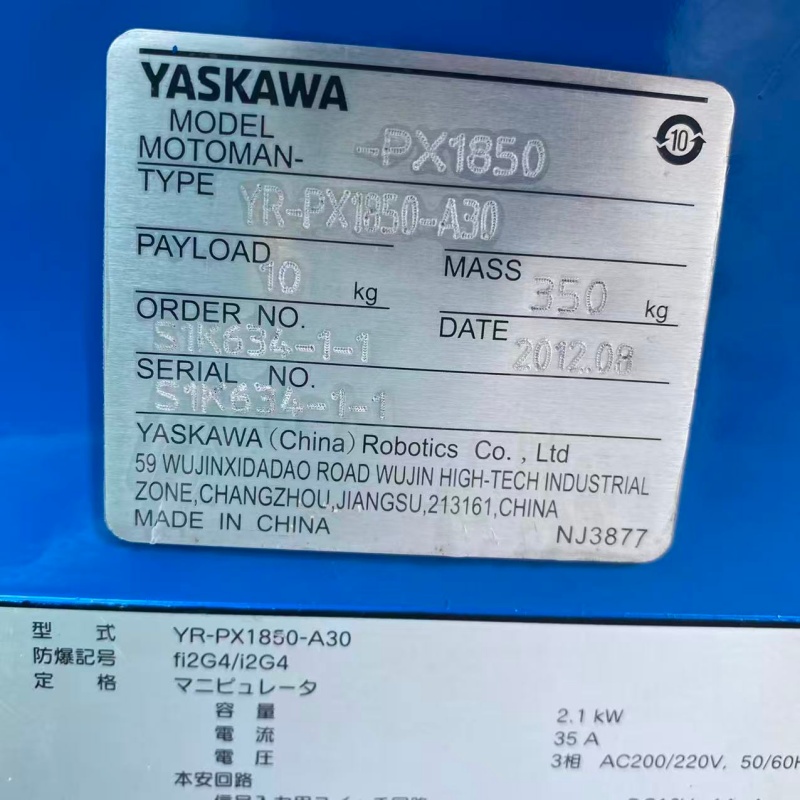 YASKAWA
MODEL
MOTOMAN- -PX1850
10
TYPE YR-PX1850-A30
PAYLOAD 10 kg
MASS 350 kg
ORDER NO. S1K634-1-1
DATE 2012.08
SERIAL NO. S1K634-1-1
YASKAWA (China) Robotics Co., Ltd
59 WUJINXIDADAO ROAD WUJIN HIGH-TECH INDUSTRIAL
ZONE,CHANGZHOU,JIANGSU,213161,CHINA
MADE IN CHINA
NJ3877
型 式 YR-PX1850-A30
防爆記号 fi2G4/i2G4
定 格 マニピュレータ
容 量 2.1 kW
電 流 35 A
電 圧 3相 AC200/220V, 50/60H
本安回路